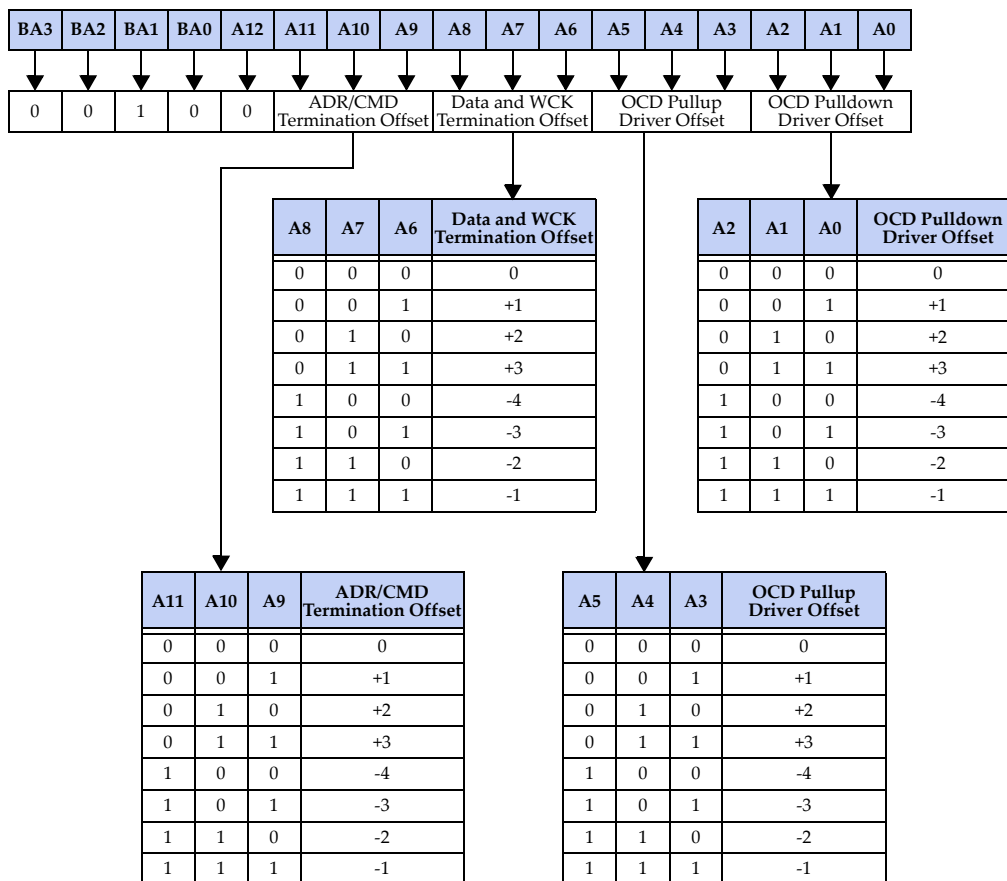 BA3 BA2 BA1 BA0 A12 A11 A10 A9 A8 A7 A6 A5 A4 A3 A2 A1 A0
0 0 1 0 0 ADR/CMD Termination Offset Data and WCK Termination Offset OCD Pullup Driver Offset OCD Pulldown Driver Offset
A8 A7 A6 Data and WCK Termination Offset
0 0 0 0
0 0 1 +1
0 1 0 +2
0 1 1 +3
1 0 0 -4
1 0 1 -3
1 1 0 -2
1 1 1 -1
A2 A1 A0 OCD Pulldown Driver Offset
0 0 0 0
0 0 1 +1
0 1 0 +2
0 1 1 +3
1 0 0 -4
1 0 1 -3
1 1 0 -2
1 1 1 -1
A11 A10 A9 ADR/CMD Termination Offset
0 0 0 0
0 0 1 +1
0 1 0 +2
0 1 1 +3
1 0 0 -4
1 0 1 -3
1 1 0 -2
1 1 1 -1
A5 A4 A3 OCD Pullup Driver Offset
0 0 0 0
0 0 1 +1
0 1 0 +2
0 1 1 +3
1 0 0 -4
1 0 1 -3
1 1 0 -2
1 1 1 -1